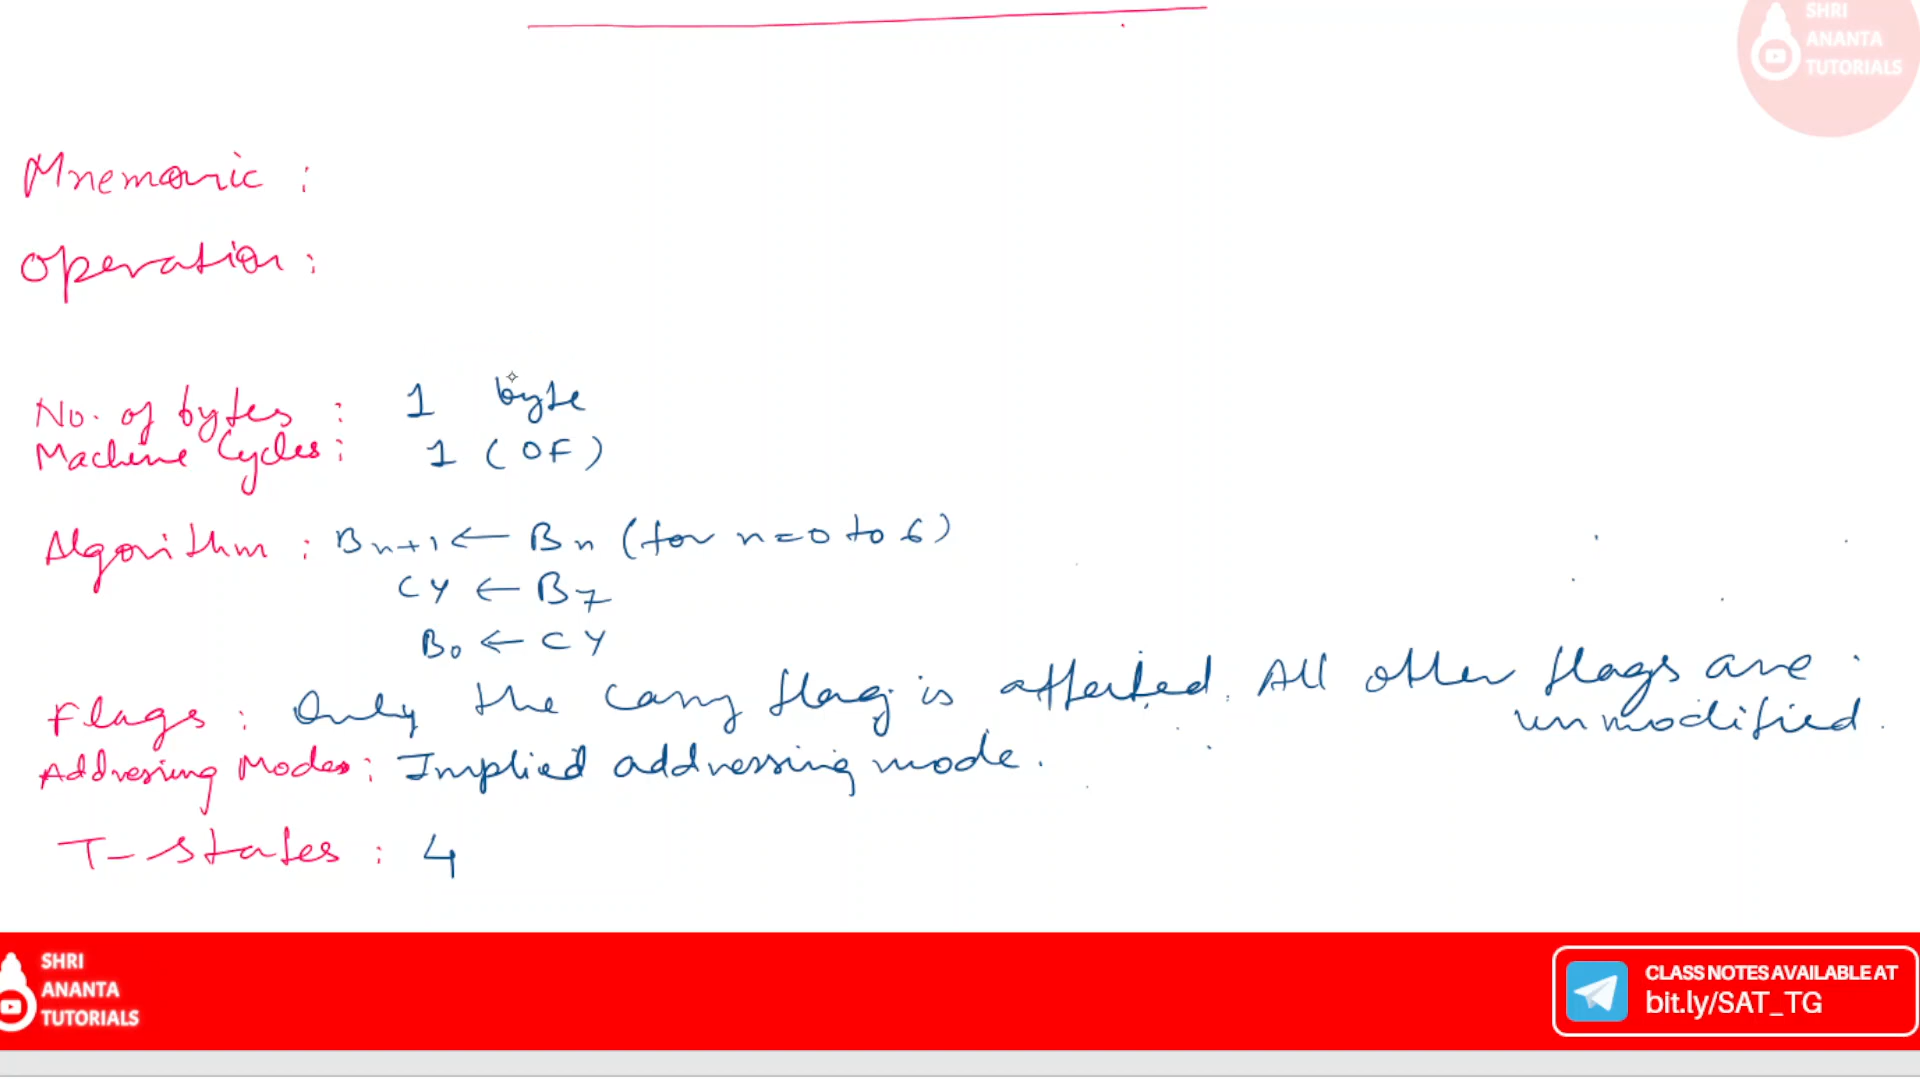 SHRI
ANANTA
TUTORIALS
Mnemonic :
Operation :
No. of bytes : 1 byte
Machine Cycles : 1 (OF)
Algorithm : Bn+1 ← Bn (for n=0 to 6)
CY ← B7
B0 ← CY
Flags : Only the carry flag is affected. All other flags are
unmodified.
Addressing Modes : Implied addressing mode.
T-states : 4
SHRI
ANANTA
TUTORIALS
CLASS NOTES AVAILABLE AT
bit.ly/SAT_TG